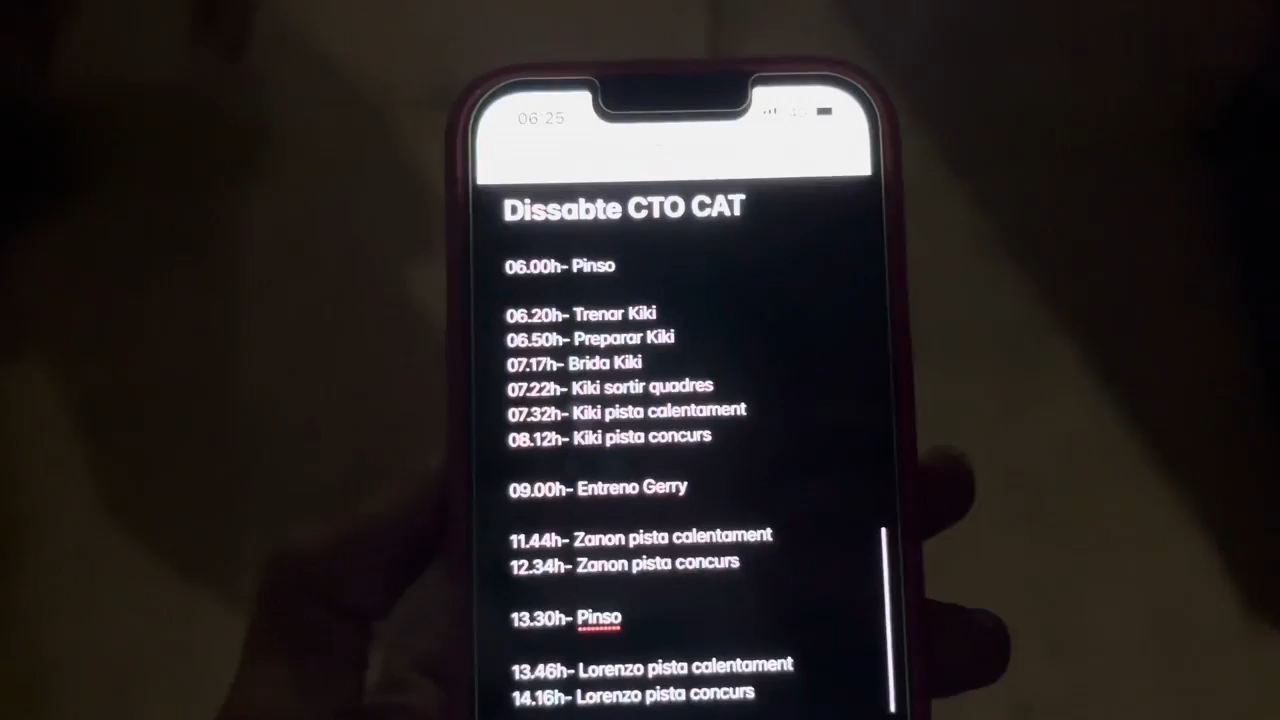 06:25
Dissabte CTO CAT
06.00h- Pinso
06.20h- Trenar Kiki
06.50h- Preparar Kiki
07.17h- Brida Kiki
07.22h- Kiki sortir quadres
07.32h- Kiki pista calentament
08.12h- Kiki pista concurs
09.00h- Entreno Gerry
11.44h- Zanon pista calentament
12.34h- Zanon pista concurs
13.30h- Pinso
13.46h- Lorenzo pista calentament
14.16h- Lorenzo pista concurs